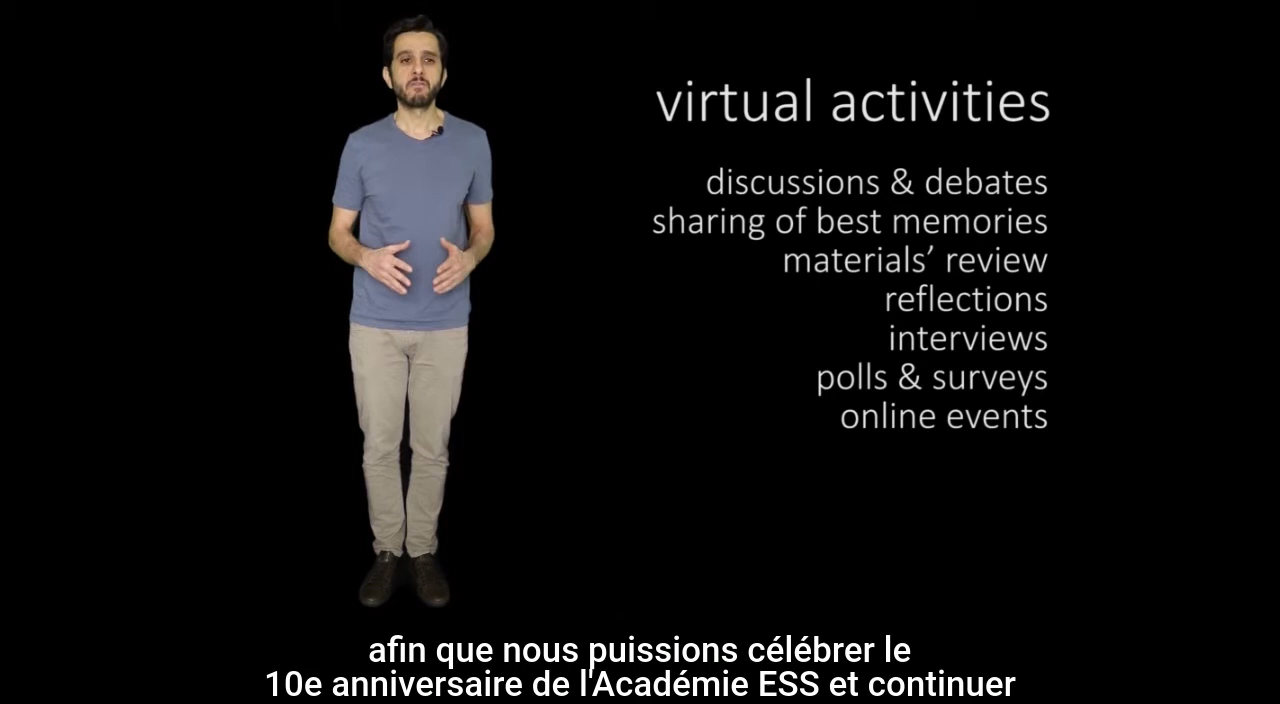 virtual activities
discussions & debates
sharing of best memories
materials’ review
reflections
interviews
polls & surveys
online events
afin que nous puissions célébrer le
10e anniversaire de l'Académie ESS et continuer